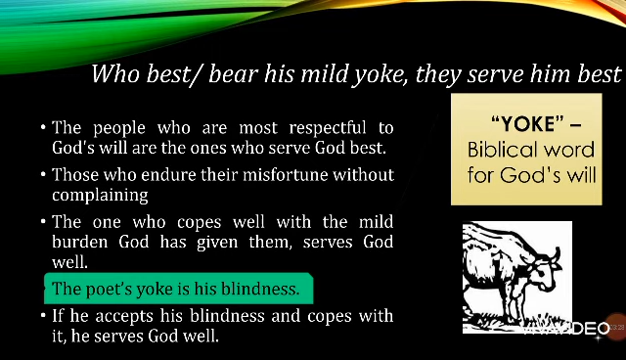 Who best/ bear his mild yoke, they serve him best
• The people who are most respectful to
God's will are the ones who serve God best.
• Those who endure their misfortune without
complaining
• The one who copes well with the mild
burden God has given them, serves God
well.
The poet's yoke is his blindness.
• If he accepts his blindness and copes with
it, he serves God well.
“YOKE” –
Biblical word
for God's will